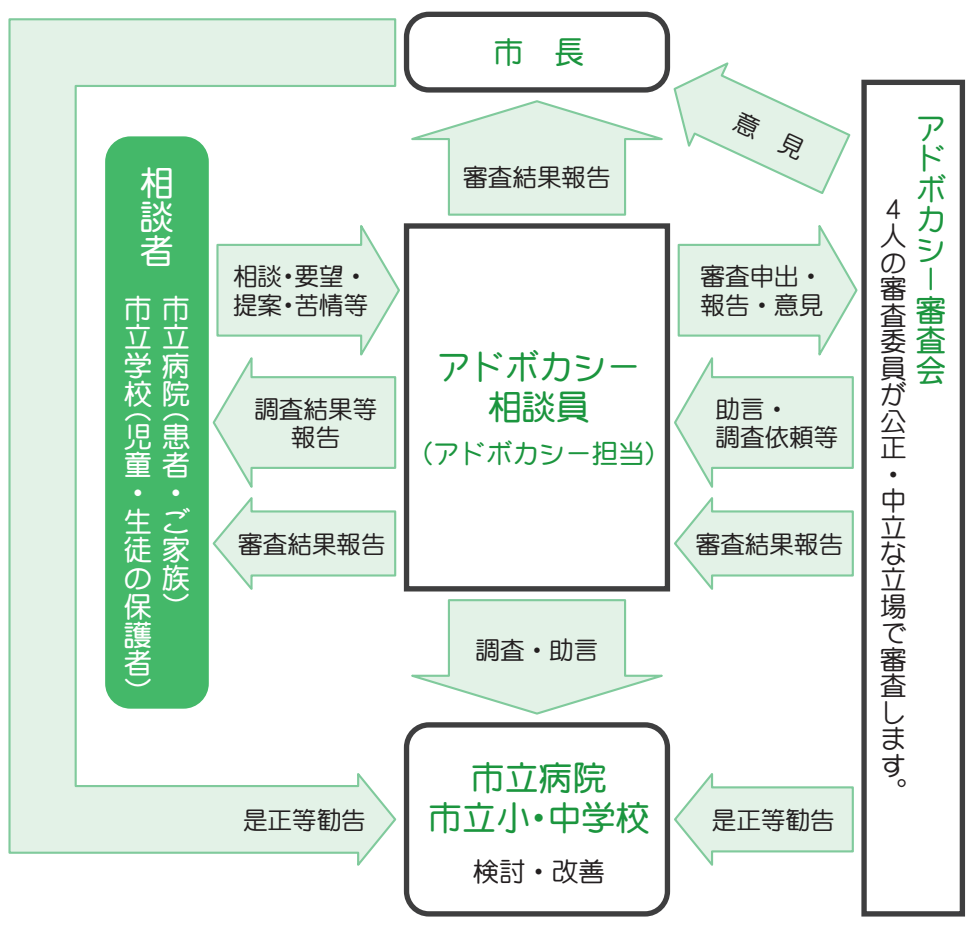 市　長
意　見
審査結果報告
アドボカシー審査会
4人の審査委員が公正・中立な立場で審査します。
相談者
市立病院（患者・ご家族）
市立学校（児童・生徒の保護者）
相談・要望・
提案・苦情等
アドボカシー
相談員
（アドボカシー担当）
審査申出・
報告・意見
調査結果等
報告
助言・
調査依頼等
審査結果報告
審査結果報告
調査・助言
是正等勧告
市立病院
市立小・中学校
検討・改善
是正等勧告